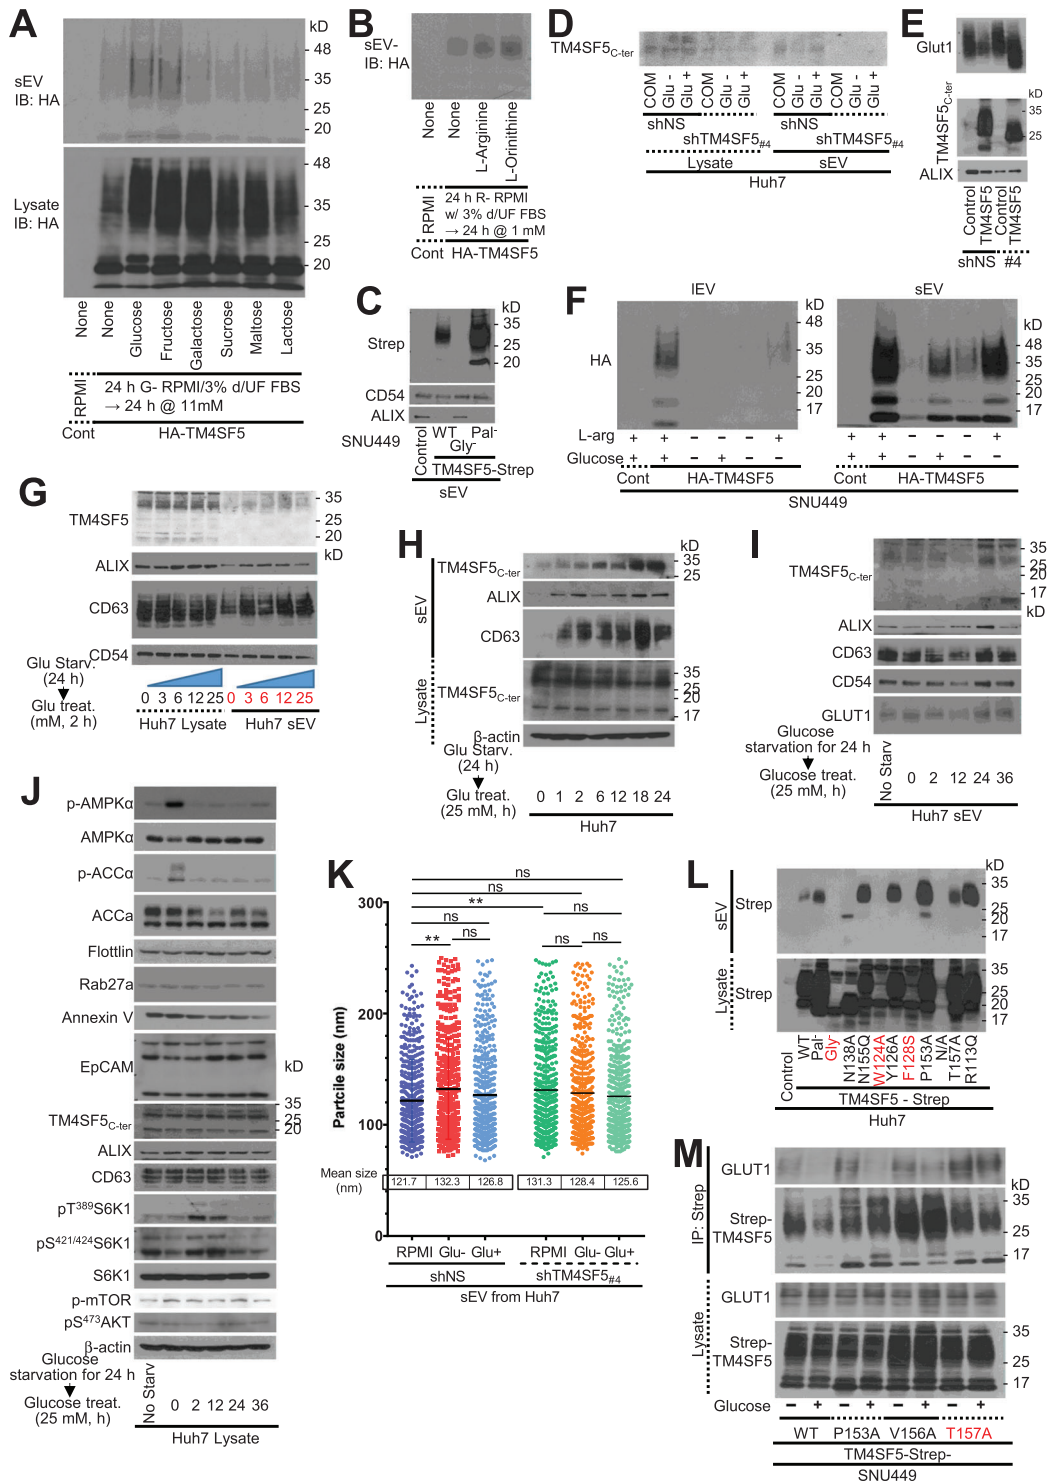 A
kD
sEV
IB: HA
48
35
25
20
Lysate
IB: HA
48
35
25
20
None
None
Glucose
Fructose
Galactose
Sucrose
Maltose
Lactose
RPMI
24 h G- RPMI/3% d/UF FBS
→ 24 h @ 11mM
Cont
HA-TM4SF5
B
sEV-
IB: HA
kD
48
35
25
None
None
L-Arginine
L-Orinithine
RPMI
24 h R- RPMI
w/ 3% d/UF FBS
→ 24 h @ 1 mM
Cont
HA-TM4SF5
C
kD
Strep
35
25
20
CD54
ALIX
SNU449
Control
WT
Pal-
Gly-
TM4SF5-Strep
sEV
D
TM4SF5C-ter
COM
Glu -
Glu +
COM
Glu -
Glu +
COM
Glu -
Glu +
COM
Glu -
Glu +
shNS
shNS
shTM4SF5#4
shTM4SF5#4
Lysate
sEV
Huh7
E
Glut1
kD
TM4SF5C-ter
35
25
ALIX
Control
TM4SF5
Control
TM4SF5
shNS
#4
F
lEV
sEV
kD
kD
HA
48
35
25
17
48
35
25
17
L-arg
+ + - - - +
+ + - - - +
Glucose
+ + - + - -
+ + - + - -
Cont
HA-TM4SF5
Cont
HA-TM4SF5
SNU449
G
TM4SF5
35
25
20
kD
ALIX
CD63
CD54
Glu Starv.
(24 h)
Glu treat.
(mM, 2 h)
0 3 6 12 25 0 3 6 12 25
Huh7 Lysate
Huh7 sEV
H
kD
sEV
TM4SF5C-ter
35
25
ALIX
CD63
Lysate
TM4SF5C-ter
35
25
17
β-actin
Glu Starv.
(24 h)
Glu treat.
(25 mM, h)
0 1 2 6 12 18 24
Huh7
I
TM4SF5C-ter
35
25
17
kD
ALIX
CD63
CD54
GLUT1
Glucose
starvation for 24 h
Glucose treat.
(25 mM, h)
No Starv
0 2 12 24 36
Huh7 sEV
J
p-AMPKα
AMPKα
p-ACCα
ACCa
Flottlin
Rab27a
Annexin V
EpCAM
kD
TM4SF5C-ter
35
25
20
ALIX
CD63
pT389S6K1
pS421/424S6K1
S6K1
p-mTOR
pS473AKT
β-actin
Glucose
starvation for 24 h
Glucose treat.
(25 mM, h)
No Starv
0 2 12 24 36
Huh7 Lysate
K
ns
ns
**
ns
ns
** ns
ns ns
Partcile size (nm)
300
200
100
0
Mean size
(nm)
121.7 132.3 126.8 131.3 128.4 125.6
RPMI Glu- Glu+ RPMI Glu- Glu+
shNS
shTM4SF5#4
sEV from Huh7
L
kD
sEV
Strep
35
25
20
17
Lysate
Strep
35
25
20
17
Control
WT
Pal-
Gly-
N138A
N155Q
W124A
Y126A
F128S
P153A
N/A
T157A
R113Q
TM4SF5 - Strep
Huh7
M
IP: Strep
GLUT1
kD
Strep-
TM4SF5
35
25
17
Lysate
GLUT1
Strep-
TM4SF5
35
25
17
Glucose
- + - + - + - +
WT P153A V156A T157A
TM4SF5-Strep-
SNU449